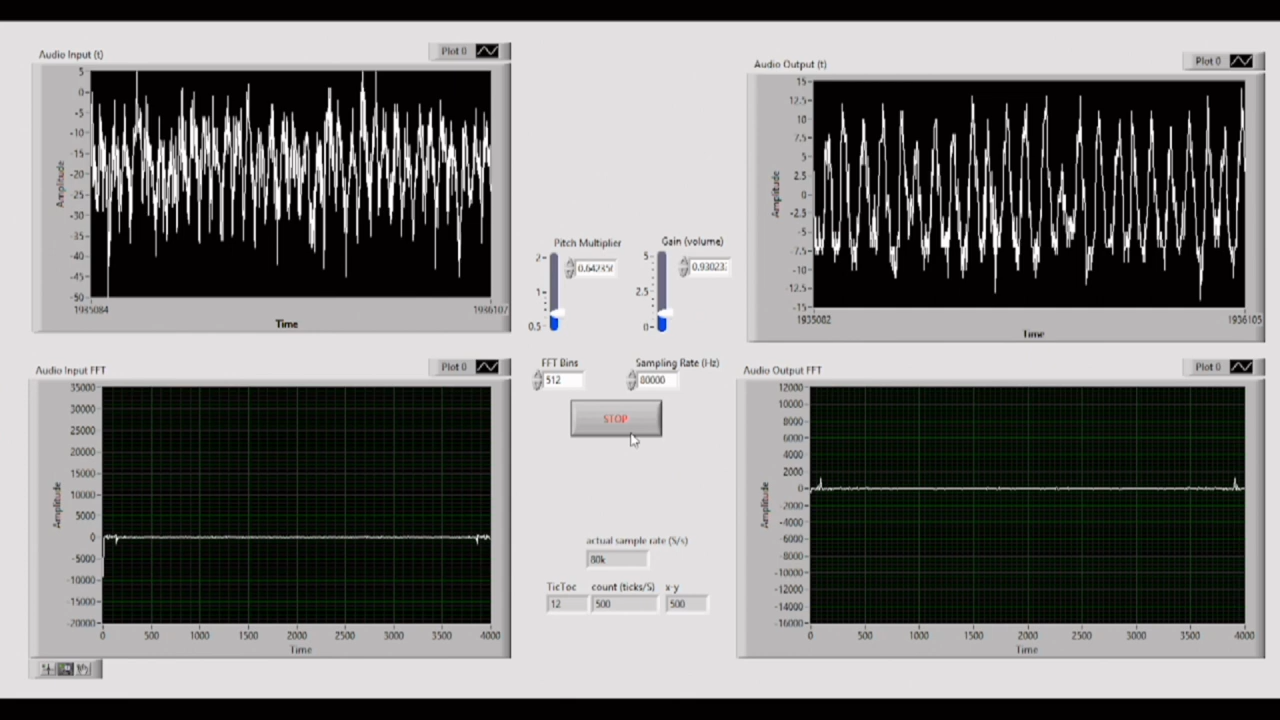 Audio Input (t)
Plot 0
5
0
-5
-10
-15
-20
-25
-30
-35
-40
-45
-50
Amplitude
1935084
1936107
Time
Audio Output (t)
Plot 0
15
12.5
10
7.5
5
2.5
0
-2.5
-5
-7.5
-10
-12.5
-15
Amplitude
1935082
1936105
Time
Pitch Multiplier
2
1
0.5
Gain (volume)
5
2.5
0
FFT Bins
512
Sampling Rate (Hz)
80000
STOP
actual sample rate (S/s)
80k
TicToc
12
count (ticks/S)
500
x-y
500
Audio Input FFT
Plot 0
35000
30000
25000
20000
15000
10000
5000
0
-5000
-10000
-15000
-20000
Amplitude
0 500 1000 1500 2000 2500 3000 3500 4000
Time
Audio Output FFT
Plot 0
12000
10000
8000
6000
4000
2000
0
-2000
-4000
-6000
-8000
-10000
-12000
-14000
-16000
Amplitude
0 500 1000 1500 2000 2500 3000 3500 4000
Time